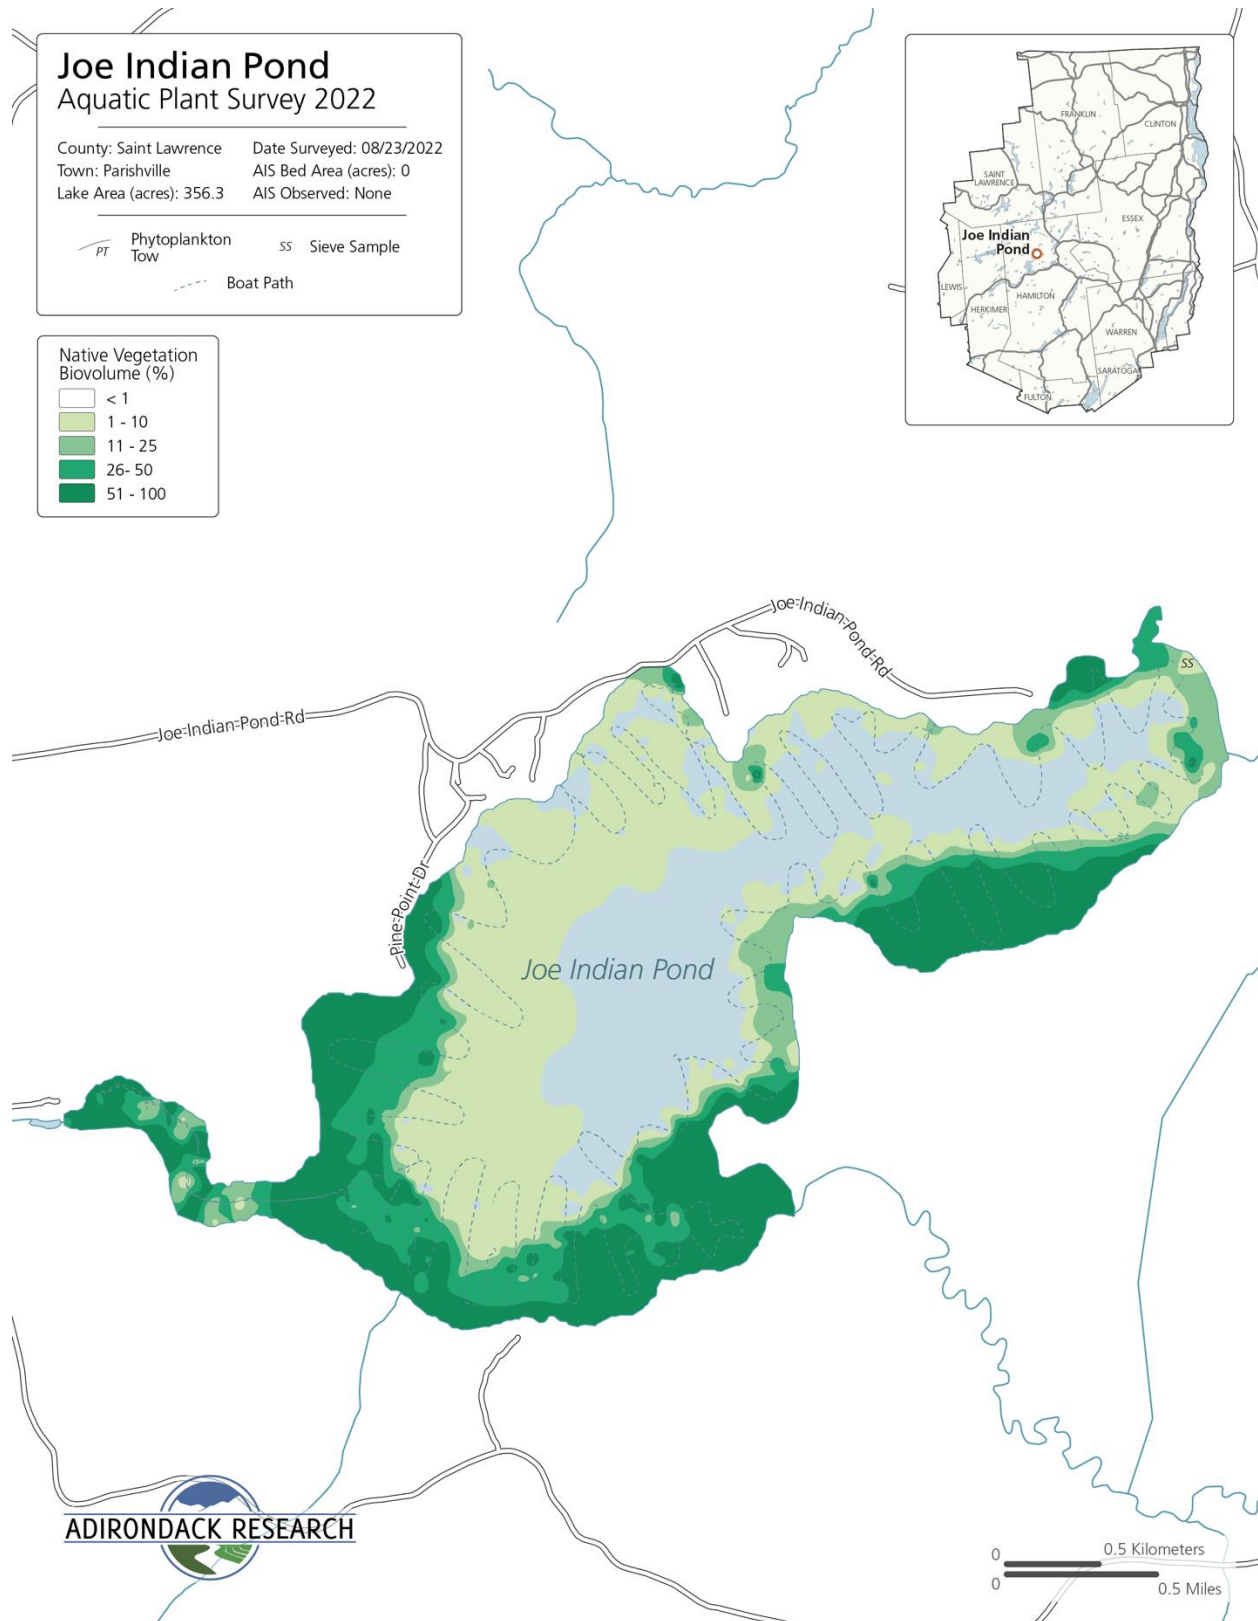 Joe Indian Pond
Aquatic Plant Survey 2022
County: Saint Lawrence
Town: Parishville
Lake Area (acres): 356.3
Date Surveyed: 08/23/2022
AIS Bed Area (acres): 0
AIS Observed: None
PT
Phytoplankton
Tow
SS
Sieve Sample
Boat Path
Native Vegetation
Biovolume (%)
< 1
1 - 10
11 - 25
26- 50
51 - 100
FRANKLIN
CLINTON
SAINT
LAWRENCE
ESSEX
Joe Indian
Pond
LEWIS
HAMILTON
HERKIMER
WARREN
SARATOGA
FULTON
Joe-Indian-Pond-Rd
SS
Joe-Indian-Pond-Rd
Pine-Point-Dr
Joe Indian Pond
ADIRONDACK RESEARCH
0
0.5 Kilometers
0
0.5 Miles